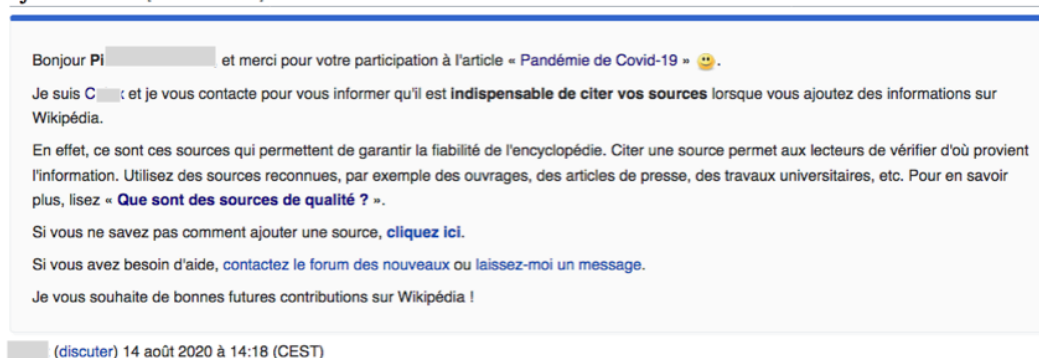 Bonjour Pi et merci pour votre participation à l'article « Pandémie de Covid-19 » .
Je suis C et je vous contacte pour vous informer qu'il est indispensable de citer vos sources lorsque vous ajoutez des informations sur
Wikipédia.
En effet, ce sont ces sources qui permettent de garantir la fiabilité de l'encyclopédie. Citer une source permet aux lecteurs de vérifier d'où provient
l'information. Utilisez des sources reconnues, par exemple des ouvrages, des articles de presse, des travaux universitaires, etc. Pour en savoir
plus, lisez « Que sont des sources de qualité ? ».
Si vous ne savez pas comment ajouter une source, cliquez ici.
Si vous avez besoin d'aide, contactez le forum des nouveaux ou laissez-moi un message.
Je vous souhaite de bonnes futures contributions sur Wikipédia !
(discuter) 14 août 2020 à 14:18 (CEST)